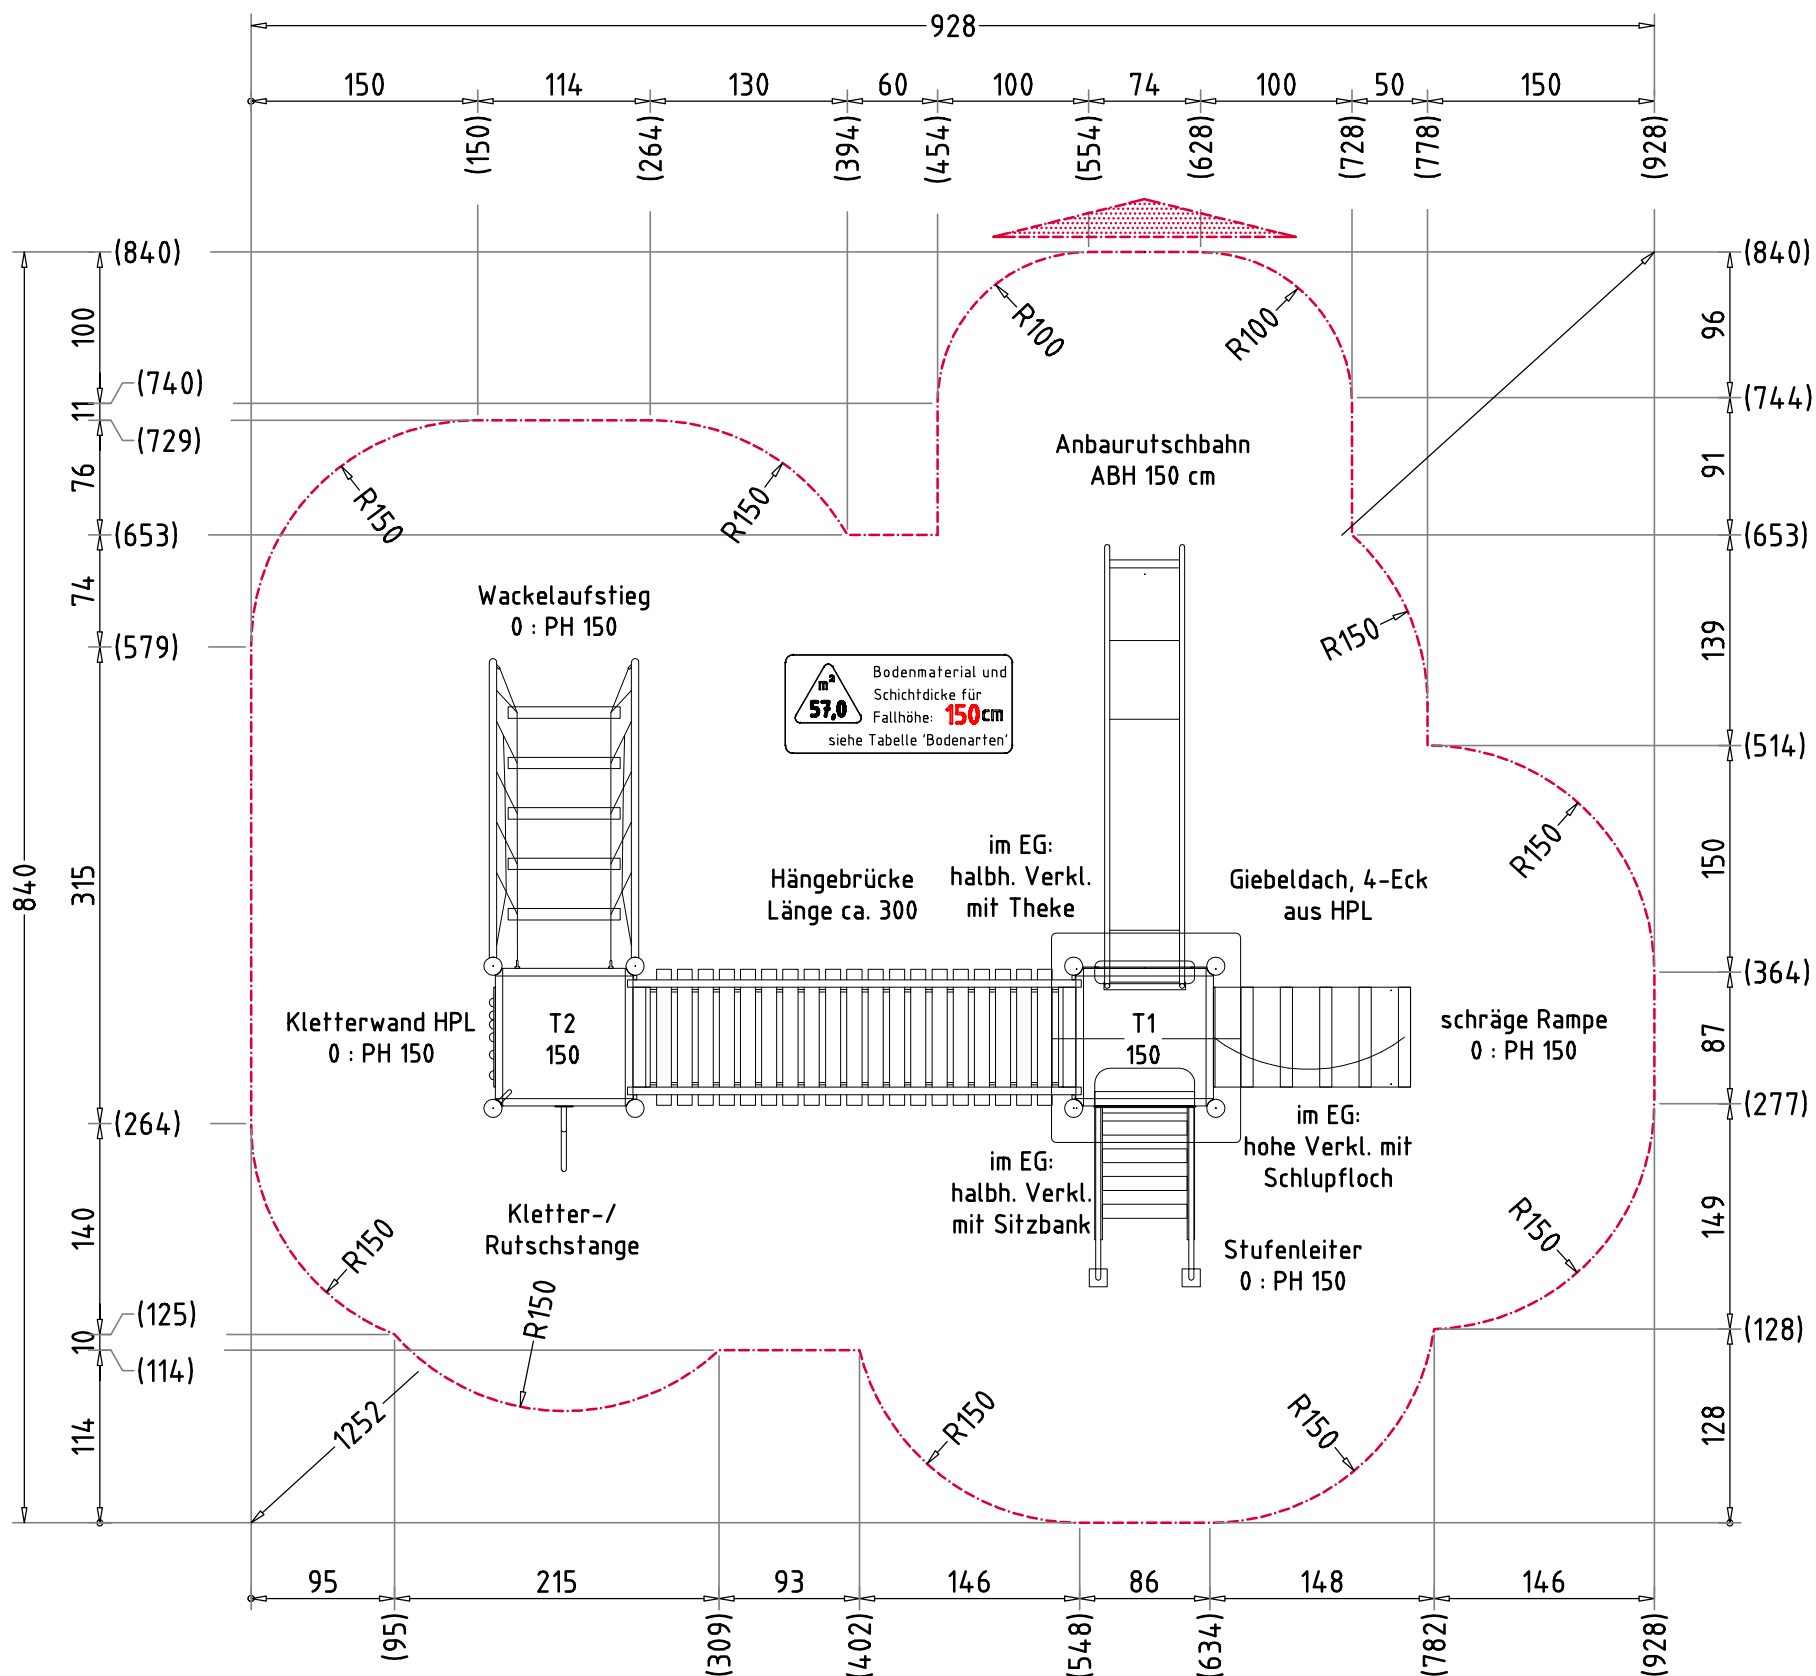 928
150 114 130 60 100 74 100 50 150
(150) (264) (394) (454) (554) (628) (728) (778) (928)
(840) (840)
100 R100 R100 96
(740) (744)
11
(729)
Anbaurutschbahn
ABH 150 cm
76 R150 R150 91
(653) (653)
74
Wackelaufstieg
0 : PH 150
R150 139
(579)
m²
57,0
Bodenmaterial und
Schichtdicke für
Fallhöhe: 150cm
siehe Tabelle 'Bodenarten'
(514)
840 315
R150 150
Hängebrücke
Länge ca. 300
im EG:
halbh. Verkl.
mit Theke
Giebeldach, 4-Eck
aus HPL
(364)
Kletterwand HPL
0 : PH 150
T2
150
T1
150
schräge Rampe
0 : PH 150
87
(264) (277)
im EG:
hohe Verkl. mit
Schlupfloch
im EG:
halbh. Verkl.
mit Sitzbank
140
Kletter-/
Rutschstange
R150
R150 149
Stufenleiter
0 : PH 150
(125) R150 (128)
10
(114)
114 1252 R150 R150 128
95 215 93 146 86 148 146
(95) (309) (402) (548) (634) (782) (928)